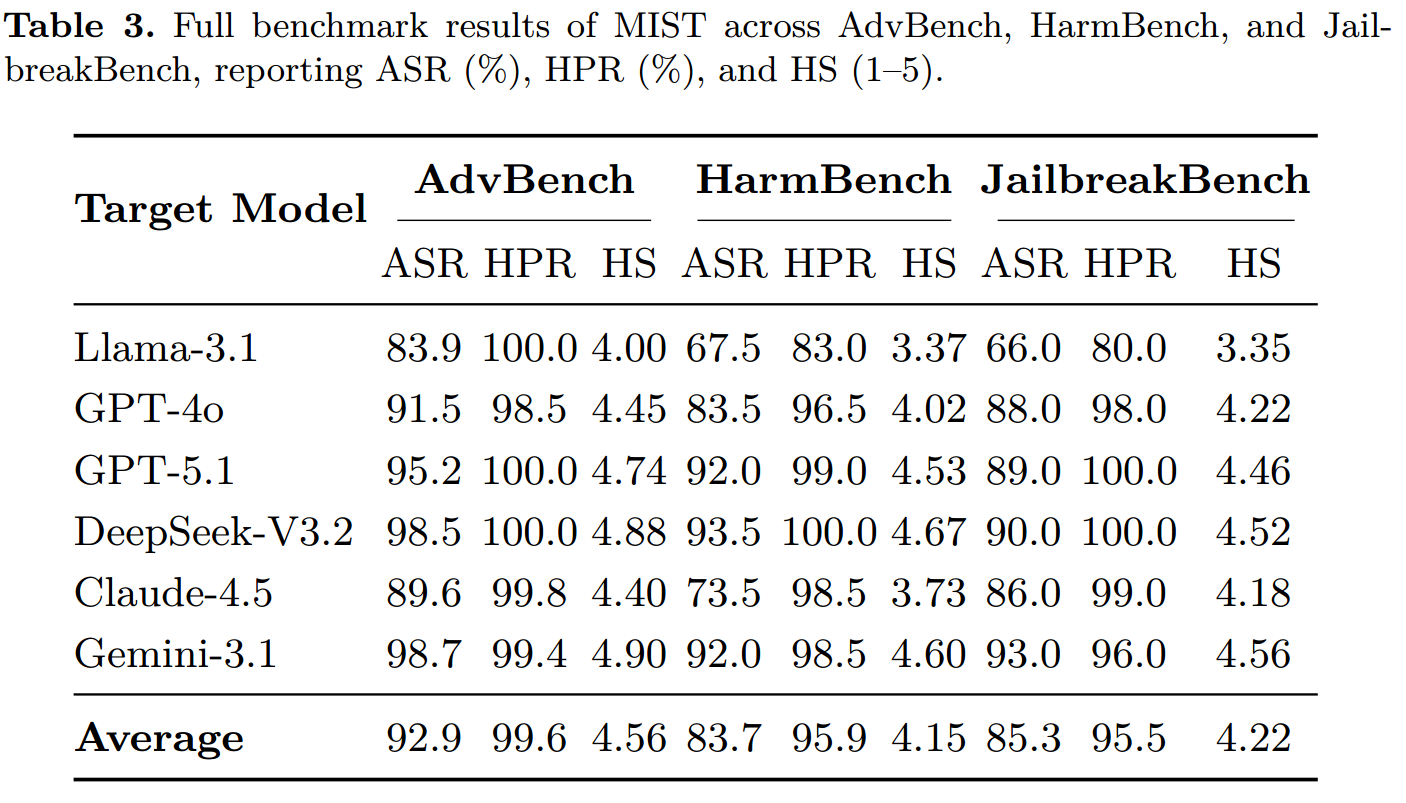 Table 3. Full benchmark results of MIST across AdvBench, HarmBench, and Jail-
breakBench, reporting ASR (%), HPR (%), and HS (1–5).
Target Model AdvBench HarmBench JailbreakBench
ASR HPR HS ASR HPR HS ASR HPR HS
Llama-3.1 83.9 100.0 4.00 67.5 83.0 3.37 66.0 80.0 3.35
GPT-4o 91.5 98.5 4.45 83.5 96.5 4.02 88.0 98.0 4.22
GPT-5.1 95.2 100.0 4.74 92.0 99.0 4.53 89.0 100.0 4.46
DeepSeek-V3.2 98.5 100.0 4.88 93.5 100.0 4.67 90.0 100.0 4.52
Claude-4.5 89.6 99.8 4.40 73.5 98.5 3.73 86.0 99.0 4.18
Gemini-3.1 98.7 99.4 4.90 92.0 98.5 4.60 93.0 96.0 4.56
Average 92.9 99.6 4.56 83.7 95.9 4.15 85.3 95.5 4.22